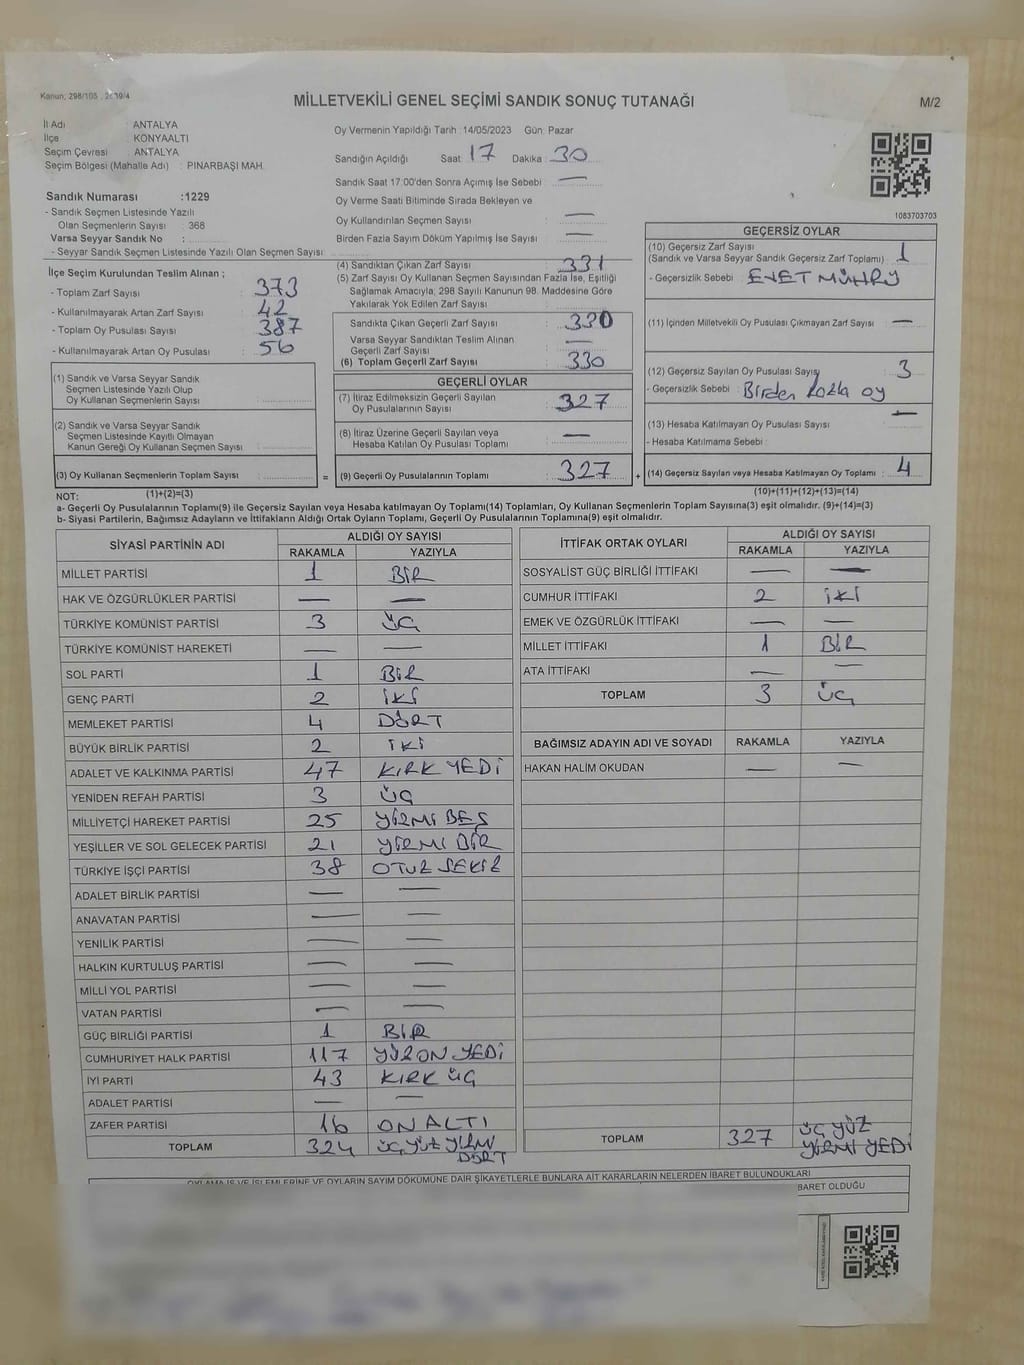 Kanun, 298/105 , 2839/4
MİLLETVEKİLİ GENEL SEÇİMİ SANDIK SONUÇ TUTANAĞI
M/2
İl Adı : ANTALYA
İlçe : KONYAALTI
Seçim Çevresi : ANTALYA
Seçim Bölgesi (Mahalle Adı) : PINARBAŞI MAH.
Sandık Numarası :1229
- Sandık Seçmen Listesinde Yazılı
Olan Seçmenlerin Sayısı : 368
Varsa Seyyar Sandık No :
- Seyyar Sandık Seçmen Listesinde Yazılı Olan Seçmen Sayısı :
Oy Vermenin Yapıldığı Tarih :14/05/2023 Gün: Pazar
Sandığın Açıldığı Saat : 17 Dakika : 30
Sandık Saat 17:00'den Sonra Açımış İse Sebebi : —
Oy Verme Saati Bitiminde Sırada Bekleyen ve
Oy Kullandırılan Seçmen Sayısı : —
Birden Fazla Sayım Döküm Yapılmış İse Sayısı : —
1083703703
İlçe Seçim Kurulundan Teslim Alınan ;
- Toplam Zarf Sayısı : 373
- Kullanılmayarak Artan Zarf Sayısı : 42
- Toplam Oy Pusulası Sayısı : 387
- Kullanılmayarak Artan Oy Pusulası : 56
(1) Sandık ve Varsa Seyyar Sandık
Seçmen Listesinde Yazılı Olup
Oy Kullanan Seçmenlerin Sayısı :
(2) Sandık ve Varsa Seyyar Sandık
Seçmen Listesinde Kayıtlı Olmayan
Kanun Gereği Oy Kullanan Seçmen Sayısı :
(3) Oy Kullanan Seçmenlerin Toplam Sayısı :
(4) Sandıktan Çıkan Zarf Sayısı : 331
(5) Zarf Sayısı Oy Kullanan Seçmen Sayısından Fazla İse, Eşitliği
Sağlamak Amacıyla, 298 Sayılı Kanunun 98. Maddesine Göre
Yakılarak Yok Edilen Zarf Sayısı :
Sandıkta Çıkan Geçerli Zarf Sayısı : 330
Varsa Seyyar Sandıktan Teslim Alınan
Geçerli Zarf Sayısı : —
(6) Toplam Geçerli Zarf Sayısı : 330
GEÇERLİ OYLAR
(7) İtiraz Edilmeksizin Geçerli Sayılan
Oy Pusulalarının Sayısı : 327
(8) İtiraz Üzerine Geçerli Sayılan veya
Hesaba Katılan Oy Pusulası Toplamı : —
= (9) Geçerli Oy Pusulalarının Toplamı : 327
GEÇERSİZ OYLAR
(10) Geçersiz Zarf Sayısı
(Sandık ve Varsa Seyyar Sandık Geçersiz Zarf Toplamı) : 1
- Geçersizlik Sebebi : EVET MÜHRÜ
(11) İçinden Milletvekili Oy Pusulası Çıkmayan Zarf Sayısı : —
(12) Geçersiz Sayılan Oy Pusulası Sayısı : 3
- Geçersizlik Sebebi : Birden fazla oy
(13) Hesaba Katılmayan Oy Pusulası Sayısı : —
- Hesaba Katılmama Sebebi :
+ (14) Geçersiz Sayılan veya Hesaba Katılmayan Oy Toplamı : 4
NOT: (1)+(2)=(3)
(10)+(11)+(12)+(13)=(14)
a- Geçerli Oy Pusulalarının Toplamı(9) ile Geçersiz Sayılan veya Hesaba Katılmayan Oy Toplamı(14) Toplamları, Oy Kullanan Seçmenlerin Toplam Sayısına(3) eşit olmalıdır. (9)+(14)=(3)
b- Siyasi Partilerin, Bağımsız Adayların ve İttifakların Aldığı Ortak Oyların Toplamı, Geçerli Oy Pusulalarının Toplamına(9) eşit olmalıdır.
SİYASİ PARTİNİN ADI ALDIĞI OY SAYISI
RAKAMLA YAZIYLA
MİLLET PARTİSİ 1 BİR
HAK VE ÖZGÜRLÜKLER PARTİSİ — —
TÜRKİYE KOMÜNİST PARTİSİ 3 ÜÇ
TÜRKİYE KOMÜNİST HAREKETİ — —
SOL PARTİ 1 BİR
GENÇ PARTİ 2 İKİ
MEMLEKET PARTİSİ 4 DÖRT
BÜYÜK BİRLİK PARTİSİ 2 İKİ
ADALET VE KALKINMA PARTİSİ 47 KIRK YEDİ
YENİDEN REFAH PARTİSİ 3 ÜÇ
MİLLİYETÇİ HAREKET PARTİSİ 25 YİRMİ BEŞ
YEŞİLLER VE SOL GELECEK PARTİSİ 21 YİRMİ BİR
TÜRKİYE İŞÇİ PARTİSİ 38 OTUZ SEKİZ
ADALET BİRLİK PARTİSİ — —
ANAVATAN PARTİSİ — —
YENİLİK PARTİSİ — —
HALKIN KURTULUŞ PARTİSİ — —
MİLLİ YOL PARTİSİ — —
VATAN PARTİSİ — —
GÜÇ BİRLİĞİ PARTİSİ 1 BİR
CUMHURİYET HALK PARTİSİ 117 YÜZ ON YEDİ
İYİ PARTİ 43 KIRK ÜÇ
ADALET PARTİSİ — —
ZAFER PARTİSİ 16 ON ALTI
TOPLAM 324 ÜÇ YÜZ YİRMİ
DÖRT
İTTİFAK ORTAK OYLARI ALDIĞI OY SAYISI
RAKAMLA YAZIYLA
SOSYALİST GÜÇ BİRLİĞİ İTTİFAKI — —
CUMHUR İTTİFAKI 2 İKİ
EMEK VE ÖZGÜRLÜK İTTİFAKI — —
MİLLET İTTİFAKI 1 BİR
ATA İTTİFAKI — —
TOPLAM 3 ÜÇ
BAĞIMSIZ ADAYIN ADI VE SOYADI RAKAMLA YAZIYLA
HAKAN HALİM OKUDAN — —
TOPLAM 327 ÜÇ YÜZ
YİRMİ YEDİ
OYLAMA İŞ VE İŞLEMLERİNE VE OYLARIN SAYIM DÖKÜMÜNE DAİR ŞİKAYETLERLE BUNLARA AİT KARARLARIN NELERDEN İBARET BULUNDUKLARI
BARET OLDUĞU